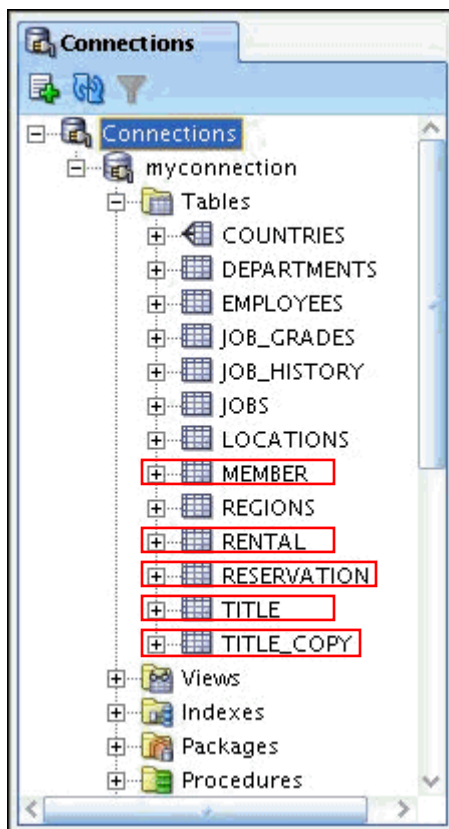 Connections
Connections
myconnection
Tables
COUNTRIES
DEPARTMENTS
EMPLOYEES
JOB_GRADES
JOB_HISTORY
JOBS
LOCATIONS
MEMBER
REGIONS
RENTAL
RESERVATION
TITLE
TITLE_COPY
Views
Indexes
Packages
Procedures